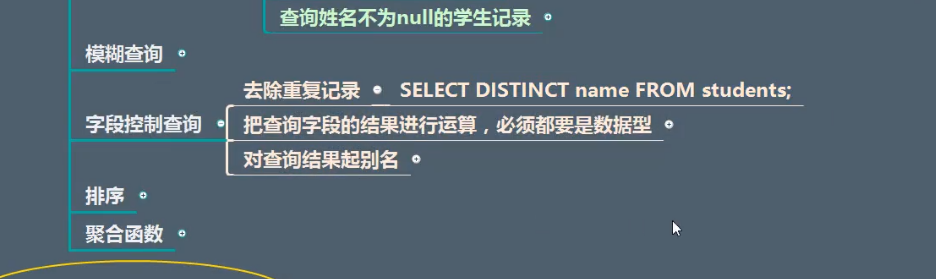 查询姓名不为null的学生记录
模糊查询
去除重复记录 SELECT DISTINCT name FROM students;
字段控制查询 把查询字段的结果进行运算，必须都要是数据型
对查询结果起别名
排序
聚合函数